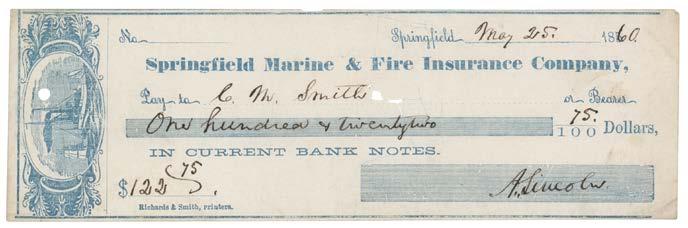 No. Springfield, May 25. 1860.
Springfield Marine & Fire Insurance Company,
Pay to C. M. Smith or Bearer
One hundred & twenty two 75/100 Dollars,
IN CURRENT BANK NOTES.
$122 75.
A. Lincoln
Richards & Smith, printers.